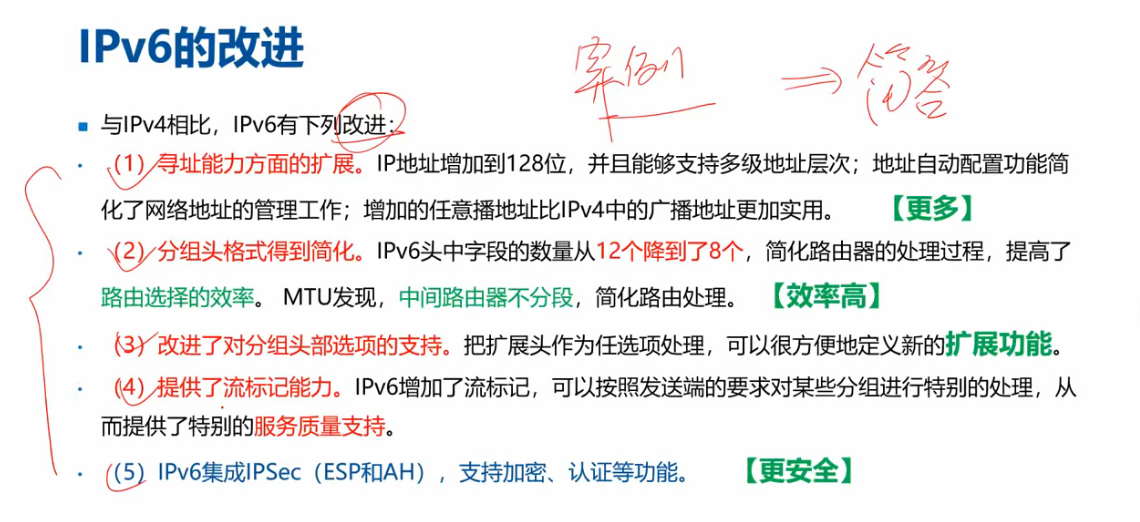 IPv6的改进
案例 ⇒ 简答
■ 与IPv4相比，IPv6有下列改进：
· （1）寻址能力方面的扩展。IP地址增加到128位，并且能够支持多级地址层次；地址自动配置功能简
化了网络地址的管理工作；增加的任意播地址比IPv4中的广播地址更加实用。 【更多】
· （2）分组头格式得到简化。IPv6头中字段的数量从12个降到了8个，简化路由器的处理过程，提高了
路由选择的效率。 MTU发现，中间路由器不分段，简化路由处理。 【效率高】
· （3）改进了对分组头部选项的支持。把扩展头作为任选项处理，可以很方便地定义新的扩展功能。
· （4）提供了流标记能力。IPv6增加了流标记，可以按照发送端的要求对某些分组进行特别的处理，从
而提供了特别的服务质量支持。
· （5）IPv6集成IPSec（ESP和AH），支持加密、认证等功能。 【更安全】